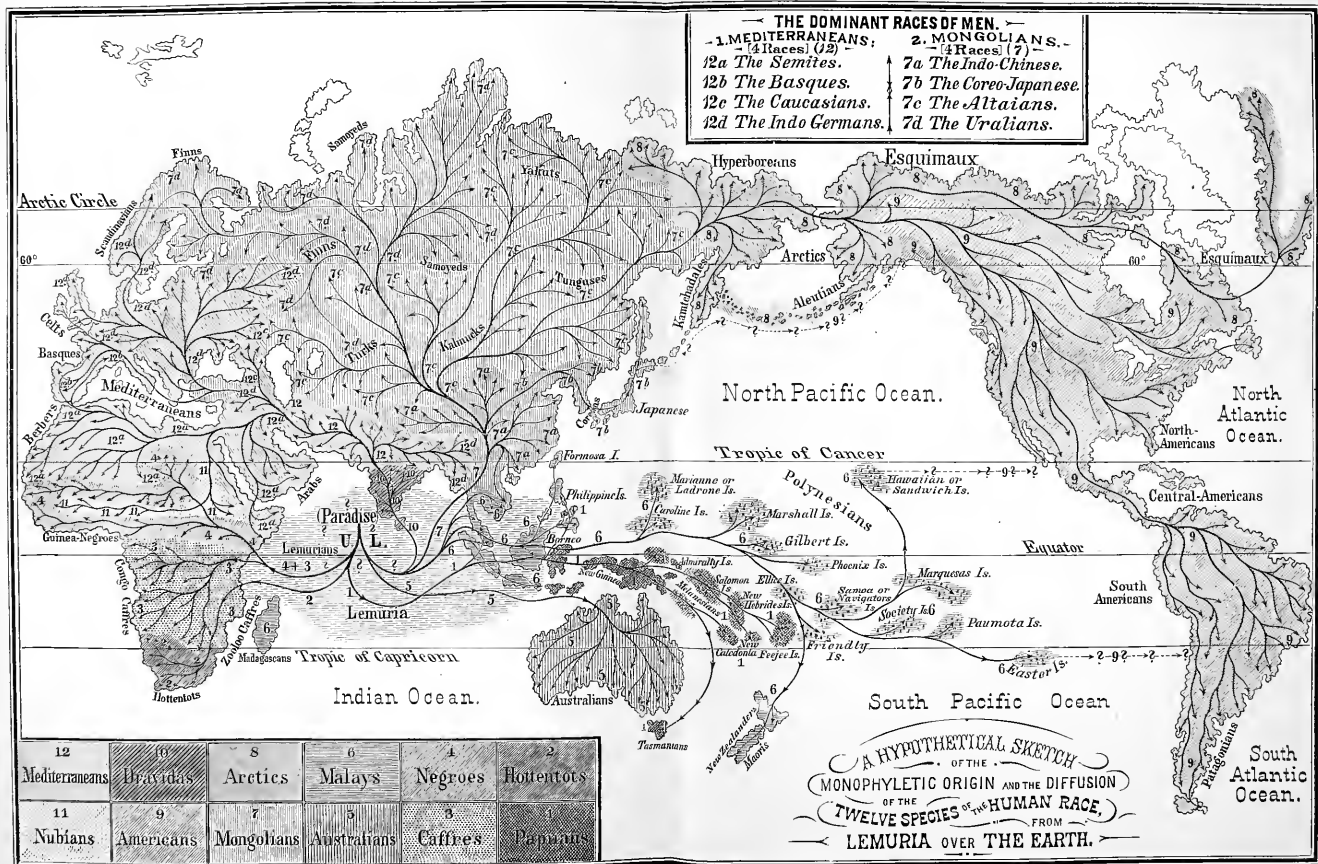 THE DOMINANT RACES OF MEN.
1. MEDITERRANEANS;
[4 Races] (12)
12a The Semites.
12b The Basques.
12c The Caucasians.
12d The Indo Germans.
2. MONGOLIANS.
[4 Races] (7)
7a The Indo-Chinese.
7b The Coreo-Japanese.
7c The Altaians.
7d The Uralians.
Arctic Circle
60°
60°
Finns
Samoyeds
Scandinavians
Yakuts
Hyperboreans
Esquimaux
Finns
Samoyeds
Tunguses
Kamtchadales
Arctics
Aleutians
Esquimaux
Celts
Basques
Turks
Kalmucks
Mediterraneans
Berbers
Coreans
Japanese
North Pacific Ocean.
North
Atlantic
Ocean.
North-
Americans
Tropic of Cancer
Arabs
Formosa I.
Philippine Is.
Marianne or
Ladrone Is.
Caroline Is.
Polynesians
Hawaiian or
Sandwich Is.
Marshall Is.
Gilbert Is.
Central-Americans
Guinea-Negroes
Paradise
U L.
Lemurians
4+3
Lemuria
Borneo
Equator
New Guinea
Admiralty Is.
Melanesians
Solomon
Is
Ellice Is.
Phoenix Is.
Marquesas Is.
Samoa or
Navigators
Is
New
Hebrides Is.
Society Is
Paumota Is.
South
Americans
Congo Caffres
Zooloo Caffres
Madagascans
Tropic of Capricorn
New
Caledonia
Feejee Is.
Friendly
Is.
Easter Is.
Hottentots
Indian Ocean.
Australians
Tasmanians
New Zealanders
Maoris
South Pacific Ocean
Patagonians
South
Atlantic
Ocean.
12
Mediterraneans
10
Dravidas
8
Arctics
6
Malays
4
Negroes
2
Hottentots
11
Nubians
9
Americans
7
Mongolians
5
Australians
3
Caffres
1
Papuans
A HYPOTHETICAL SKETCH
OF THE
MONOPHYLETIC ORIGIN AND THE DIFFUSION
OF THE
TWELVE SPECIES OF THE HUMAN RACE,
FROM
LEMURIA OVER THE EARTH.